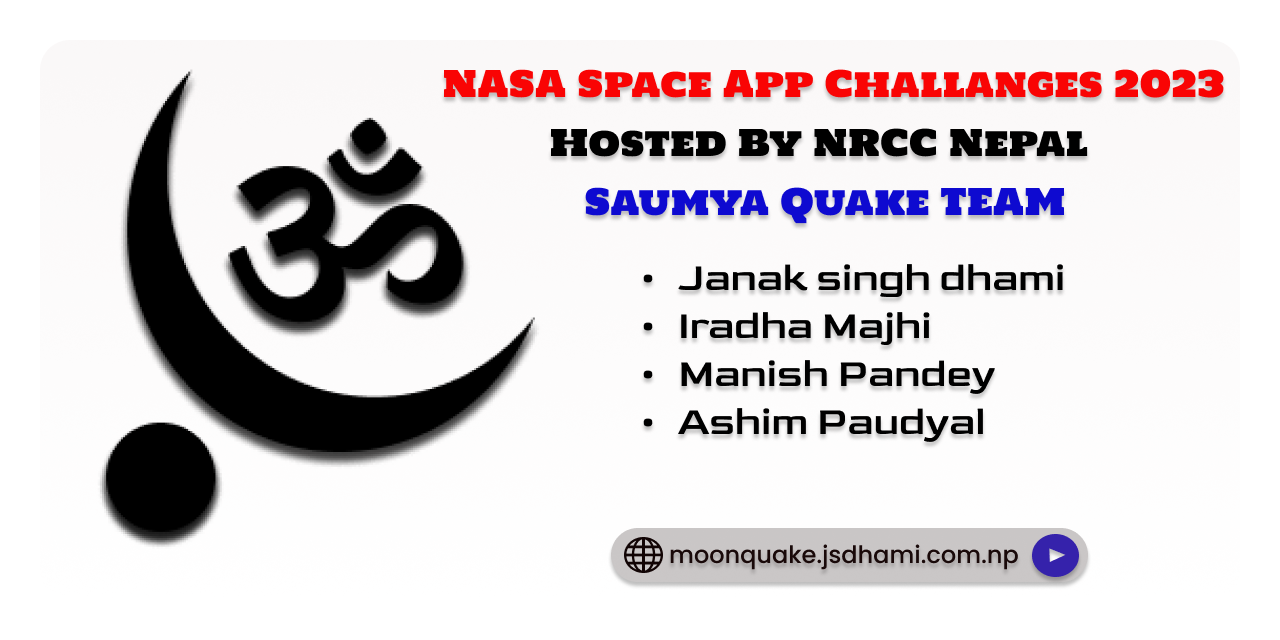 NASA Space App Challanges 2023
Hosted By NRCC Nepal
Saumya Quake TEAM
ॐ
• Janak singh dhami
• Iradha Majhi
• Manish Pandey
• Ashim Paudyal
moonquake.jsdhami.com.np